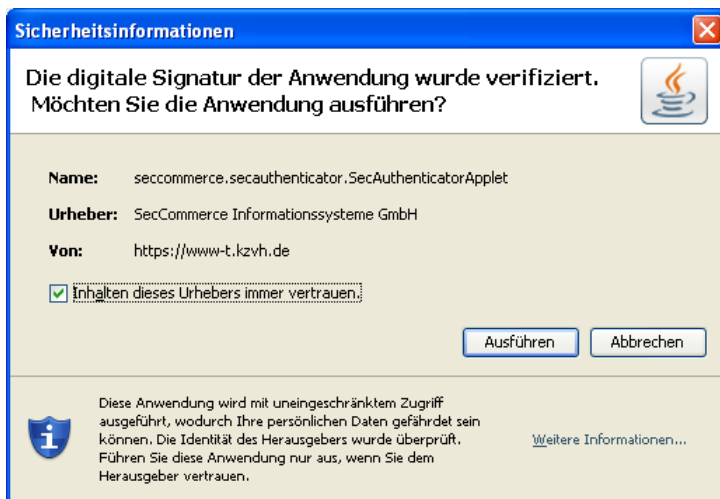 Sicherheitsinformationen
Die digitale Signatur der Anwendung wurde verifiziert.
Möchten Sie die Anwendung ausführen?
Name: seccommerce.secauthenticator.SecAuthenticatorApplet
Urheber: SecCommerce Informationssysteme GmbH
Von: https://www-t.kzvh.de
Inhalten dieses Urhebers immer vertrauen.
Ausführen Abbrechen
Diese Anwendung wird mit uneingeschränktem Zugriff
ausgeführt, wodurch Ihre persönlichen Daten gefährdet sein
können. Die Identität des Herausgebers wurde überprüft.
Führen Sie diese Anwendung nur aus, wenn Sie dem
Herausgeber vertrauen.
Weitere Informationen...